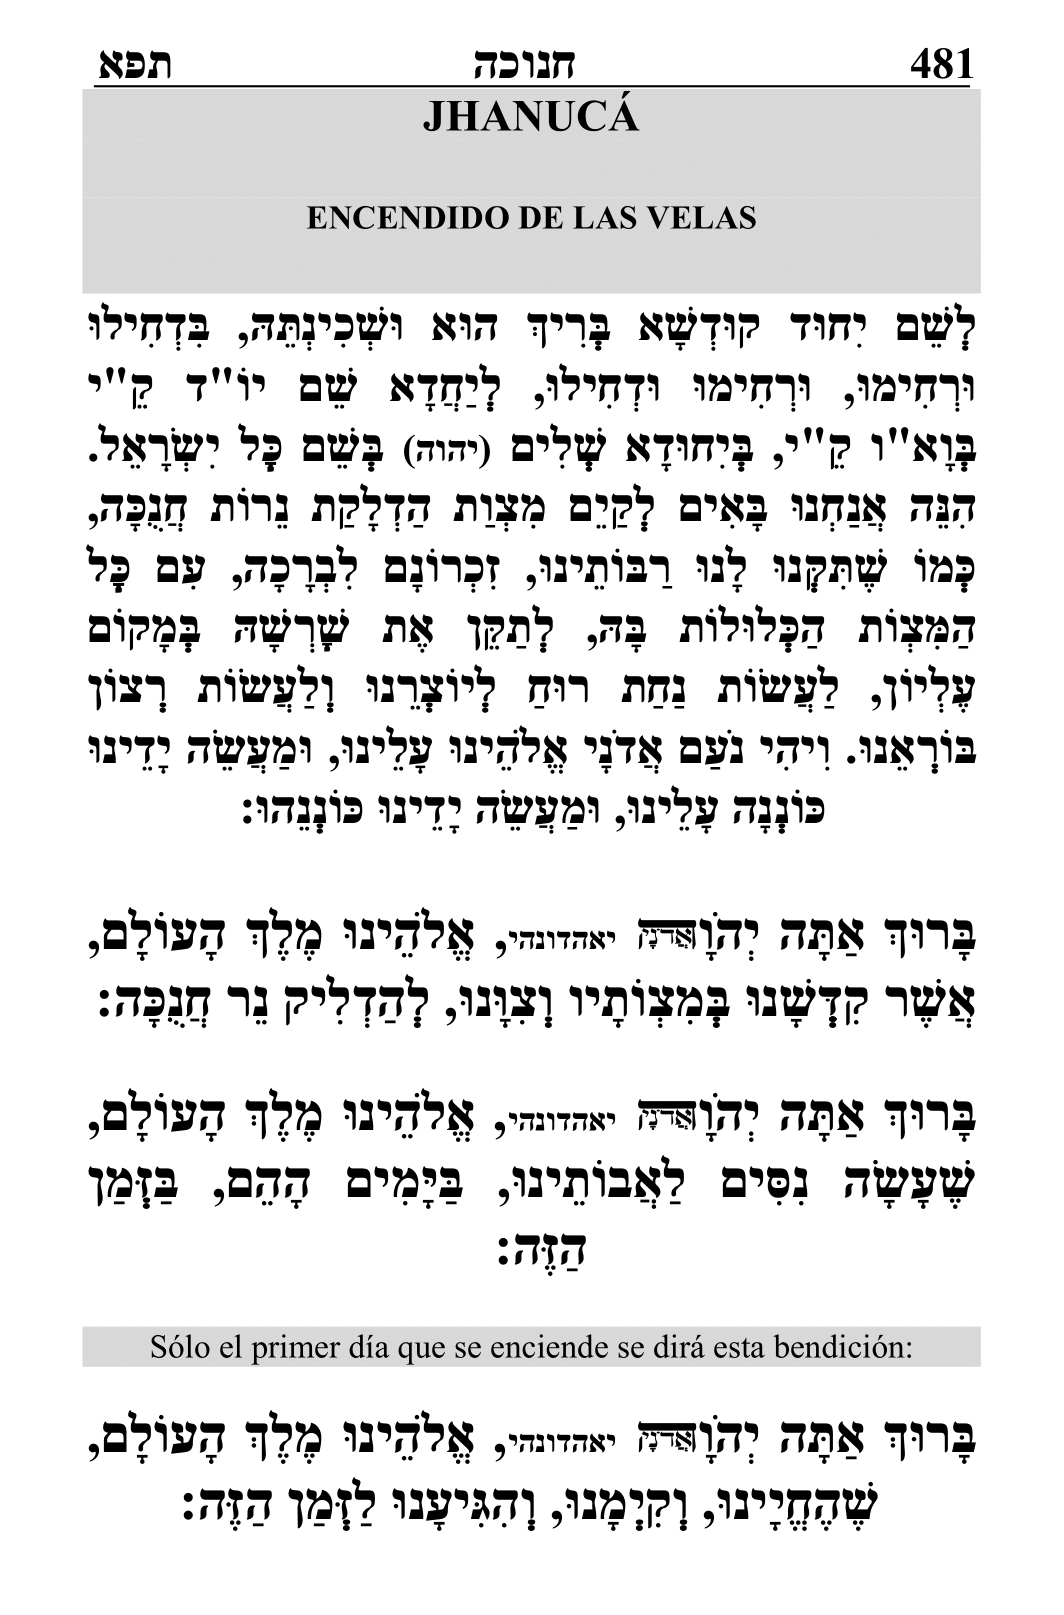 481 חנוכה תפא
JHANUCÁ
ENCENDIDO DE LAS VELAS
לְשֵׁם יִחוּד קוּדְשָׁא בְּרִיךְ הוּא וּשְׁכִינְתֵּהּ, בִּדְחִילוּ
וּרְחִימוּ, וּרְחִימוּ וּדְחִילוּ, לְיַחֲדָא שֵׁם יוֹ"ד קֵ"י
בְּוָא"ו קֵ"י, בְּיִחוּדָא שְׁלִים (יהוה) בְּשֵׁם כָּל יִשְׂרָאֵל.
הִנֵּה אֲנַחְנוּ בָּאִים לְקַיֵּם מִצְוַת הַדְלָקַת נֵרוֹת חֲנֻכָּה,
כְּמוֹ שֶׁתִּקְּנוּ לָנוּ רַבּוֹתֵינוּ, זִכְרוֹנָם לִבְרָכָה, עִם כָּל
הַמִּצְוֹת הַכְּלוּלוֹת בָּהּ, לְתַקֵּן אֶת שָׁרְשָׁהּ בְּמָקוֹם
עֶלְיוֹן, לַעֲשׂוֹת נַחַת רוּחַ לְיוֹצְרֵנוּ וְלַעֲשׂוֹת רְצוֹן
בּוֹרְאֵנוּ. וִיהִי נֹעַם אֲדֹנָי אֱלֹהֵינוּ עָלֵינוּ, וּמַעֲשֵׂה יָדֵינוּ
כּוֹנְנָה עָלֵינוּ, וּמַעֲשֵׂה יָדֵינוּ כּוֹנְנֵהוּ:
בָּרוּךְ אַתָּה יְהֹוָה אֲדֹנָי יאהדונהי, אֱלֹהֵינוּ מֶלֶךְ הָעוֹלָם,
אֲשֶׁר קִדְּשָׁנוּ בְּמִצְוֹתָיו וְצִוָּנוּ, לְהַדְלִיק נֵר חֲנֻכָּה:
בָּרוּךְ אַתָּה יְהֹוָה אֲדֹנָי יאהדונהי, אֱלֹהֵינוּ מֶלֶךְ הָעוֹלָם,
שֶׁעָשָׂה נִסִּים לַאֲבוֹתֵינוּ, בַּיָּמִים הָהֵם, בַּזְּמַן
הַזֶּה:
Sólo el primer día que se enciende se dirá esta bendición:
בָּרוּךְ אַתָּה יְהֹוָה אֲדֹנָי יאהדונהי, אֱלֹהֵינוּ מֶלֶךְ הָעוֹלָם,
שֶׁהֶחֱיָינוּ, וְקִיְּמָנוּ, וְהִגִּיעָנוּ לַזְּמַן הַזֶּה: